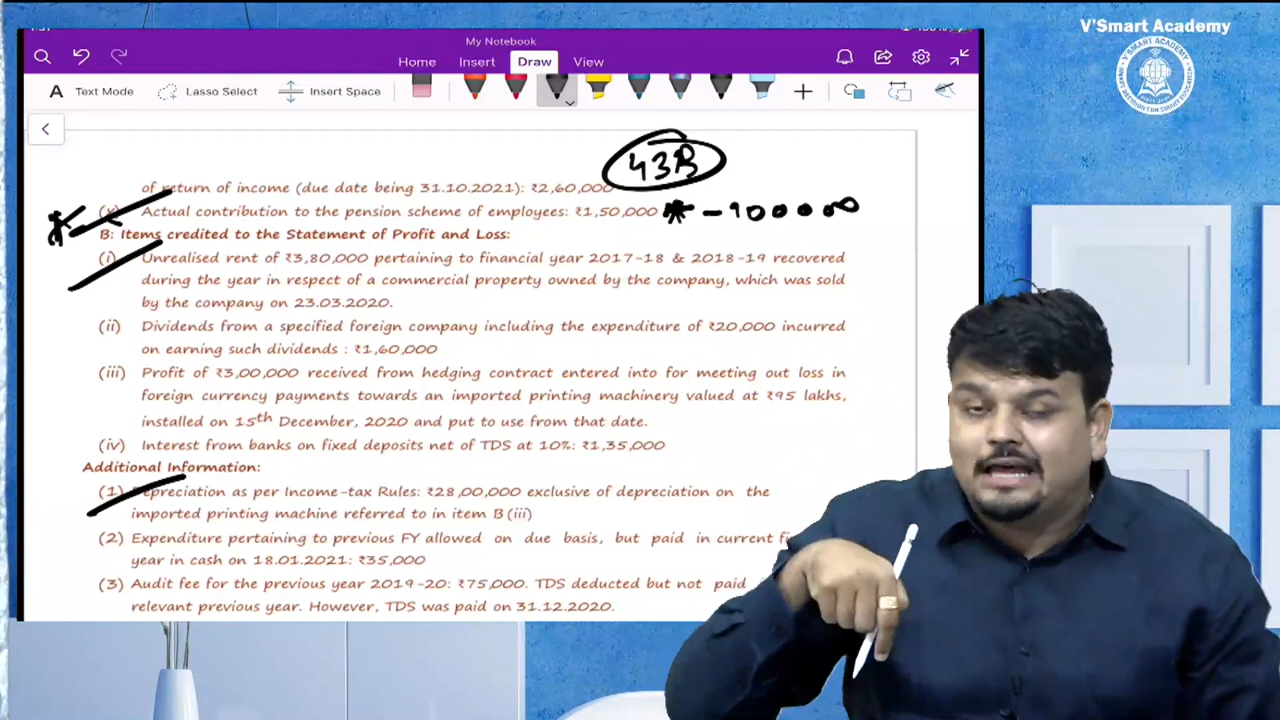 V'Smart Academy
V'SMART ACADEMY
My Notebook
Home Insert Draw View
A Text Mode Lasso Select Insert Space
43B
of return of income (due date being 31.10.2021): ₹2,60,000
(x) Actual contribution to the pension scheme of employees: ₹1,50,000 * - 100000
B: Items credited to the Statement of Profit and Loss:
(i) Unrealised rent of ₹3,80,000 pertaining to financial year 2017-18 & 2018-19 recovered
during the year in respect of a commercial property owned by the company, which was sold
by the company on 23.03.2020.
(ii) Dividends from a specified foreign company including the expenditure of ₹20,000 incurred
on earning such dividends : ₹1,60,000
(iii) Profit of ₹3,00,000 received from hedging contract entered into for meeting out loss in
foreign currency payments towards an imported printing machinery valued at ₹95 lakhs,
installed on 15th December, 2020 and put to use from that date.
(iv) Interest from banks on fixed deposits net of TDS at 10%: ₹1,35,000
Additional Information:
(1) Depreciation as per Income-tax Rules: ₹28,00,000 exclusive of depreciation on the
imported printing machine referred to in item B (iii)
(2) Expenditure pertaining to previous FY allowed on due basis, but paid in current
year in cash on 18.01.2021: ₹35,000
(3) Audit fee for the previous year 2019-20: ₹75,000. TDS deducted but not paid
relevant previous year. However, TDS was paid on 31.12.2020.